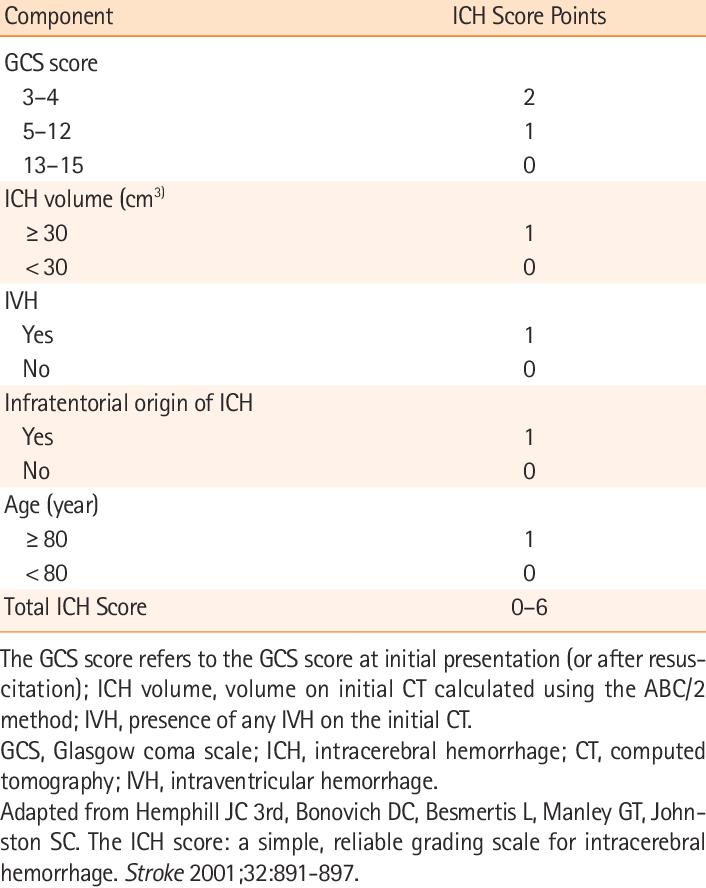 Component ICH Score Points
GCS score
3–4 2
5–12 1
13–15 0
ICH volume (cm3)
≥ 30 1
< 30 0
IVH
Yes 1
No 0
Infratentorial origin of ICH
Yes 1
No 0
Age (year)
≥ 80 1
< 80 0
Total ICH Score 0–6
The GCS score refers to the GCS score at initial presentation (or after resus-
citation); ICH volume, volume on initial CT calculated using the ABC/2
method; IVH, presence of any IVH on the initial CT.
GCS, Glasgow coma scale; ICH, intracerebral hemorrhage; CT, computed
tomography; IVH, intraventricular hemorrhage.
Adapted from Hemphill JC 3rd, Bonovich DC, Besmertis L, Manley GT, John-
ston SC. The ICH score: a simple, reliable grading scale for intracerebral
hemorrhage. Stroke 2001;32:891-897.